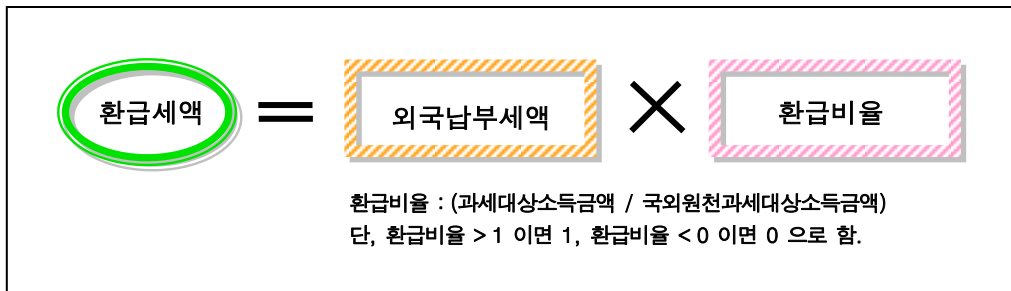 환급세액 = 외국납부세액 × 환급비율
환급비율 : (과세대상소득금액 / 국외원천과세대상소득금액)
단, 환급비율 > 1 이면 1, 환급비율 < 0 이면 0 으로 함.